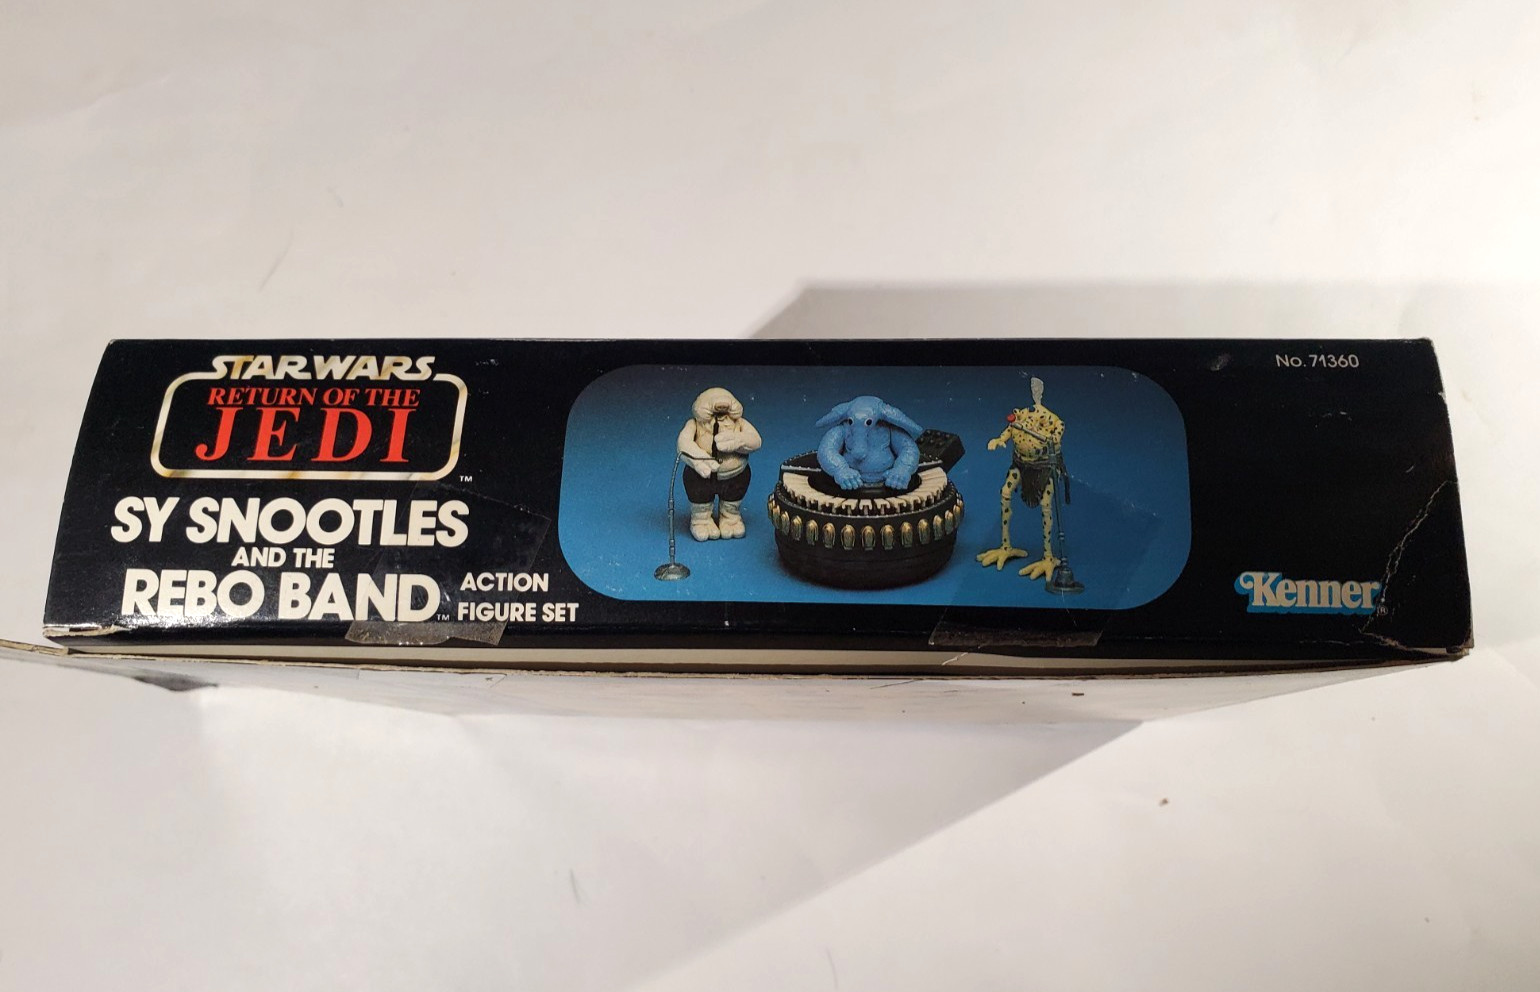 STAR WARS
RETURN OF THE
JEDI
TM
SY SNOOTLES
AND THE
REBO BAND TM
ACTION
FIGURE SET
No. 71360
Kenner ®